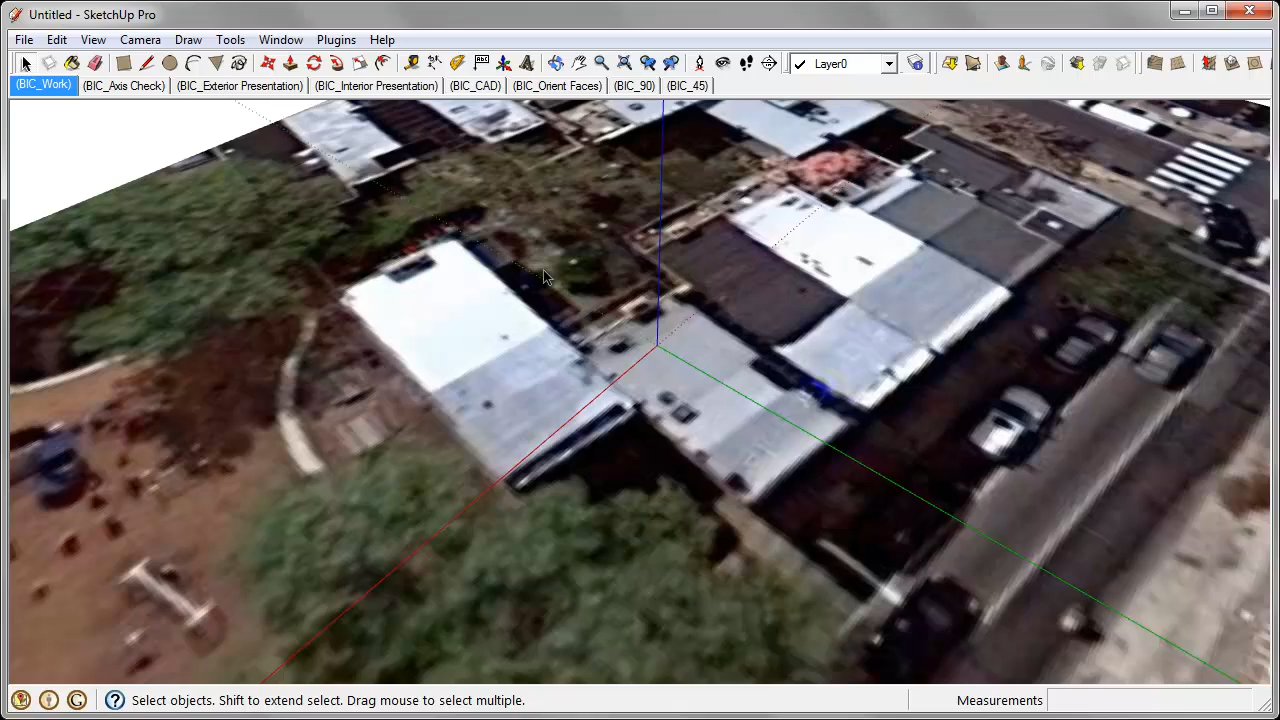 Untitled - SketchUp Pro
File Edit View Camera Draw Tools Window Plugins Help
Layer0
(BIC_Work) (BIC_Axis Check) (BIC_Exterior Presentation) (BIC_Interior Presentation) (BIC_CAD) (BIC_Orient Faces) (BIC_90) (BIC_45)
Select objects. Shift to extend select. Drag mouse to select multiple. Measurements